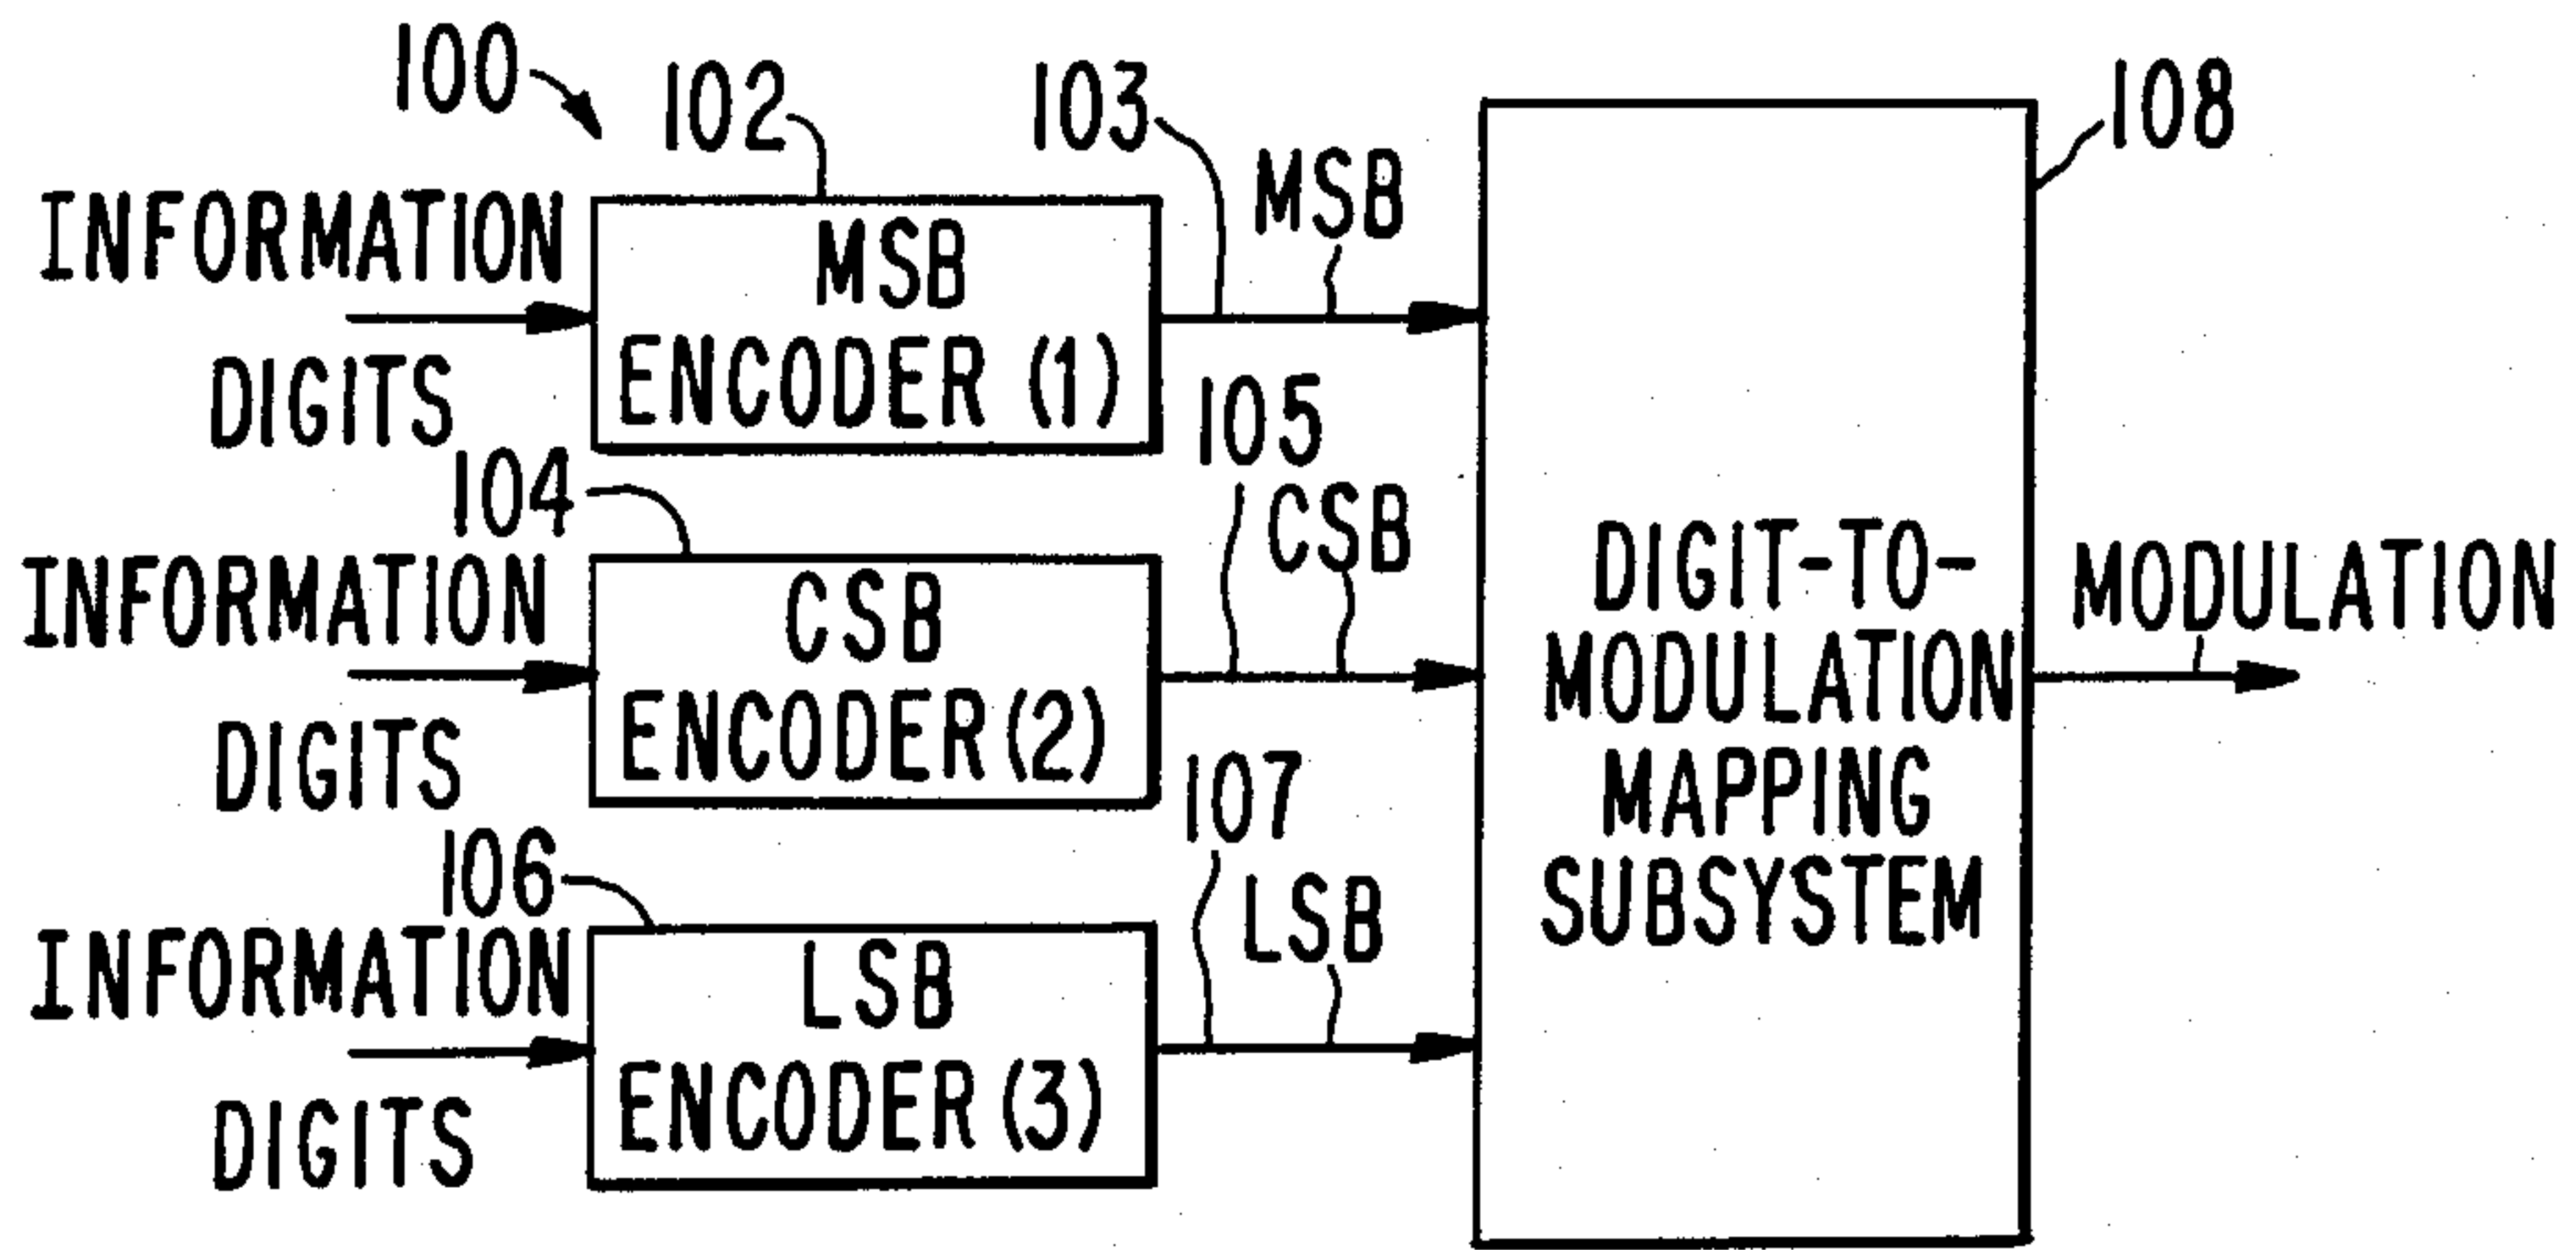 100
102
103
108
INFORMATION
DIGITS
MSB
ENCODER (1)
MSB
104
105
INFORMATION
DIGITS
CSB
ENCODER (2)
CSB
106
107
INFORMATION
DIGITS
LSB
ENCODER (3)
LSB
DIGIT-TO-
MODULATION
MAPPING
SUBSYSTEM
MODULATION